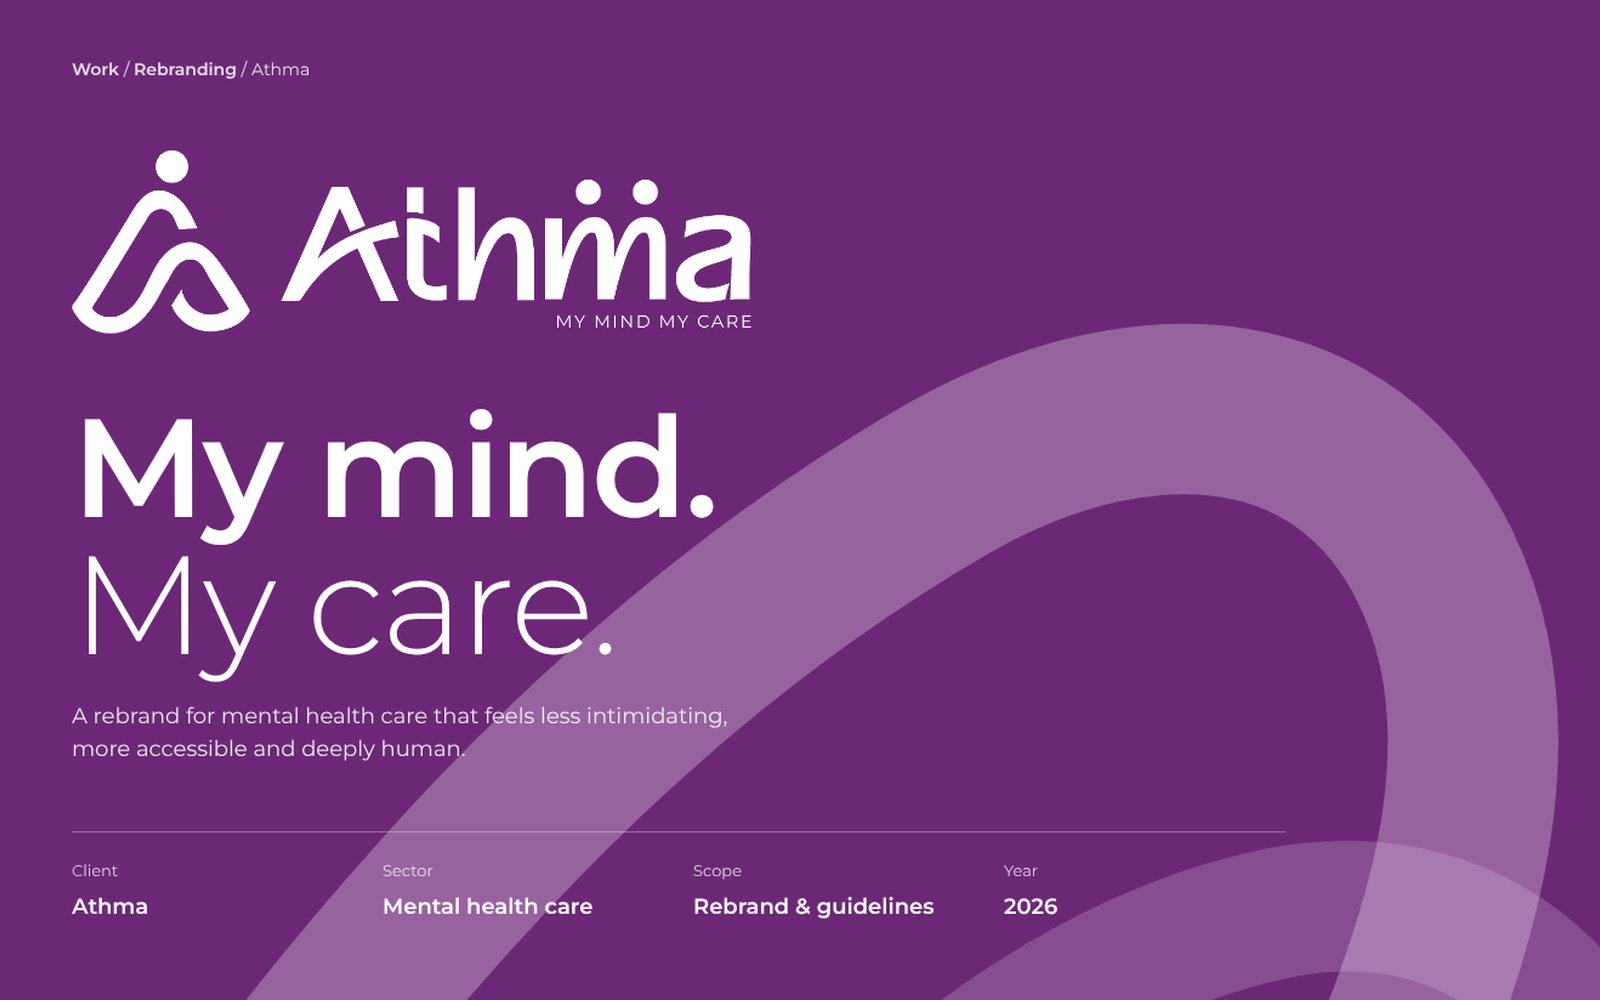 Work / Rebranding / Athma
Athma
MY MIND MY CARE
My mind.
My care.
A rebrand for mental health care that feels less intimidating,
more accessible and deeply human.
Client Sector Scope Year
Athma Mental health care Rebrand & guidelines 2026